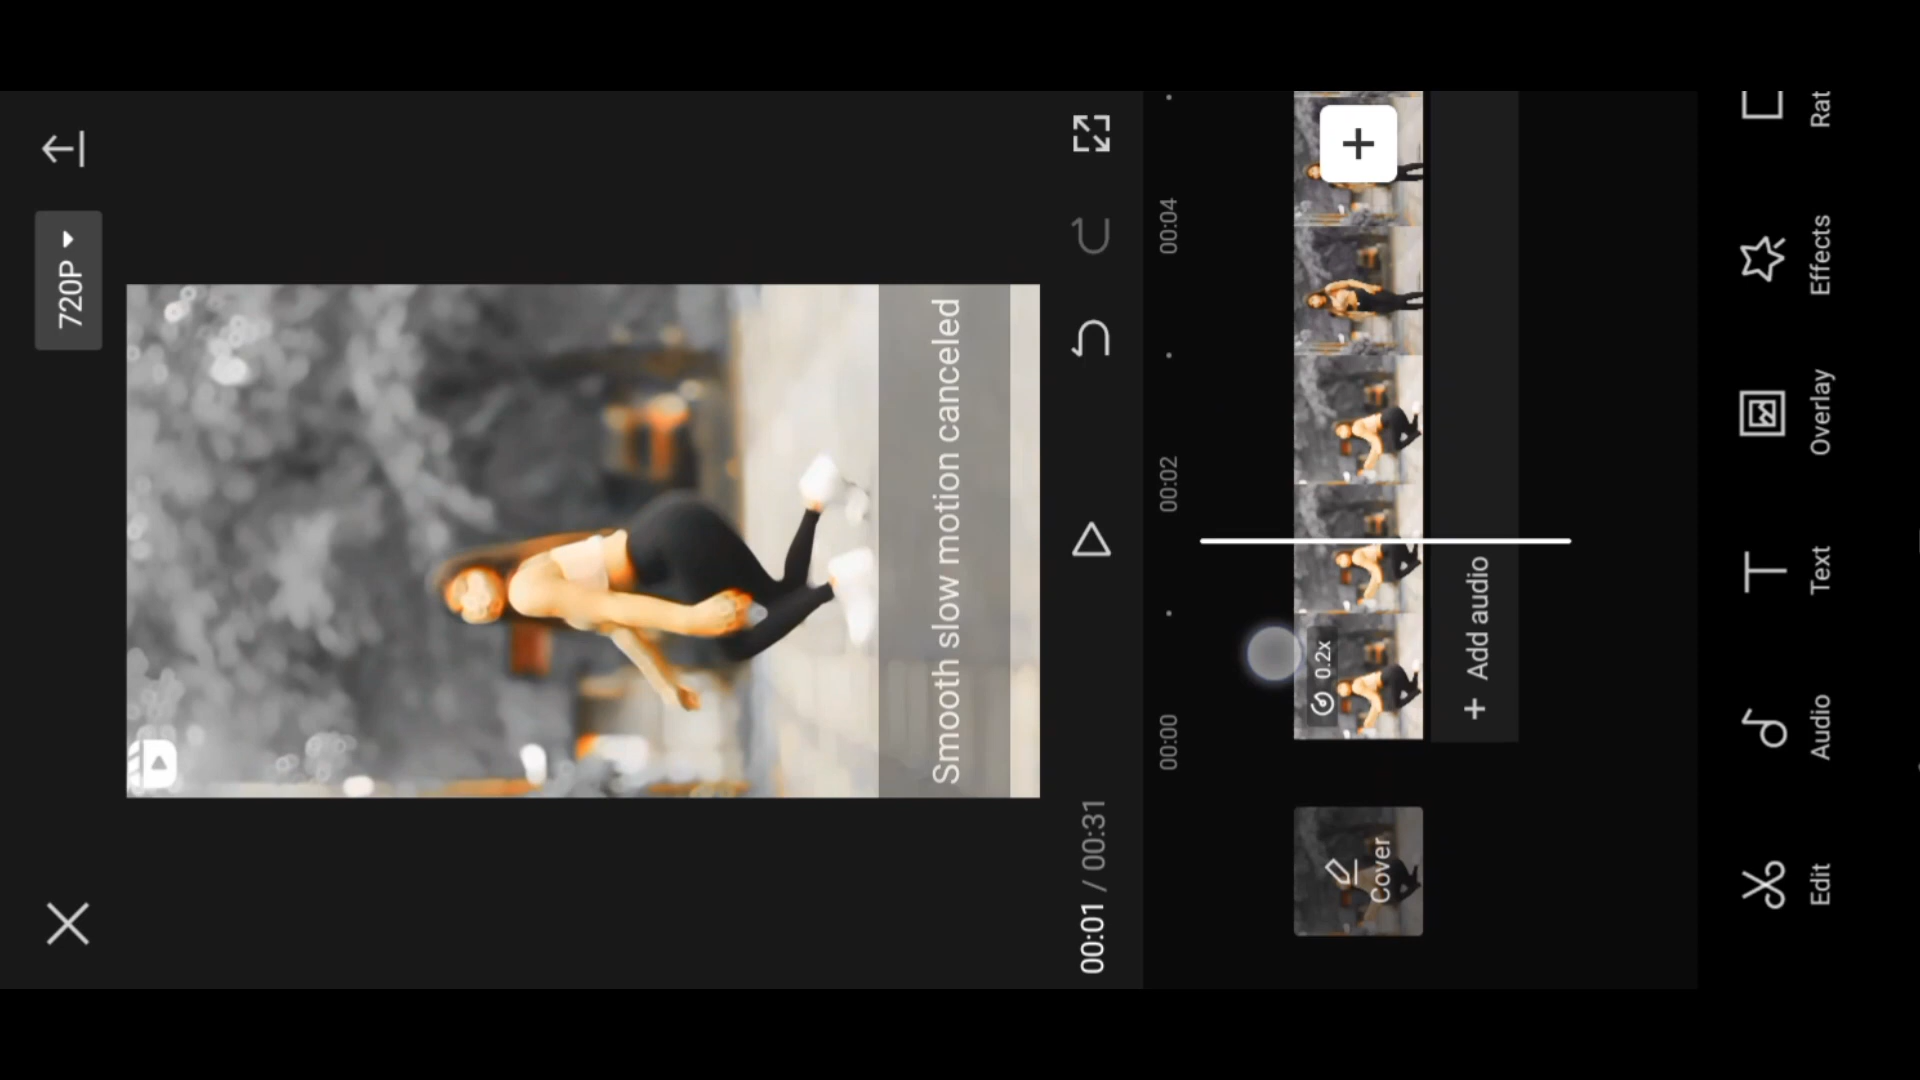 720P
Smooth slow motion canceled
00:01 / 00:31
00:00
00:02
00:04
0.2x
Cover
+ Add audio
Edit
Audio
Text
Overlay
Effects
Rat